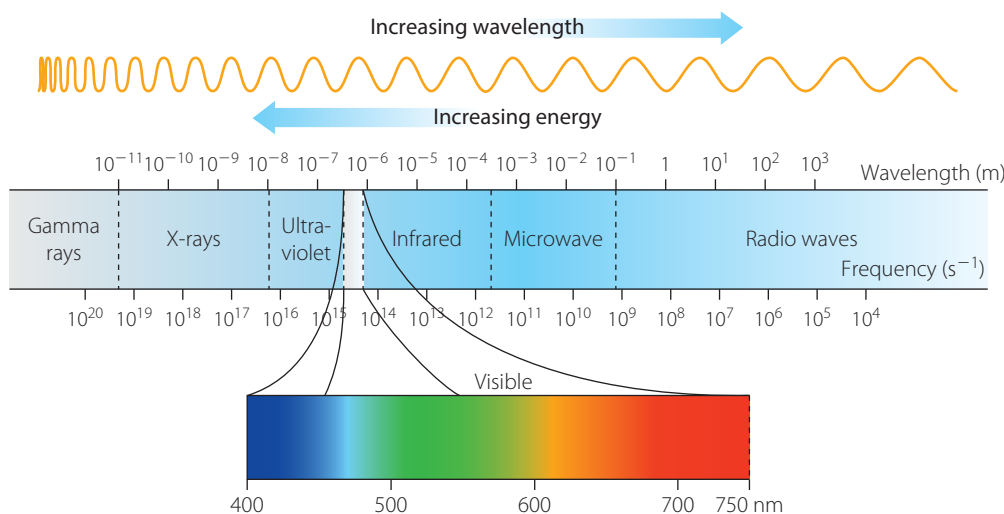 Increasing wavelength
Increasing energy
10⁻¹¹ 10⁻¹⁰ 10⁻⁹ 10⁻⁸ 10⁻⁷ 10⁻⁶ 10⁻⁵ 10⁻⁴ 10⁻³ 10⁻² 10⁻¹ 1 10¹ 10² 10³
Wavelength (m)
Gamma
rays
X-rays
Ultra-
violet
Infrared
Microwave
Radio waves
Frequency (s⁻¹)
10²⁰ 10¹⁹ 10¹⁸ 10¹⁷ 10¹⁶ 10¹⁵ 10¹⁴ 10¹³ 10¹² 10¹¹ 10¹⁰ 10⁹ 10⁸ 10⁷ 10⁶ 10⁵ 10⁴
Visible
400 500 600 700 750 nm